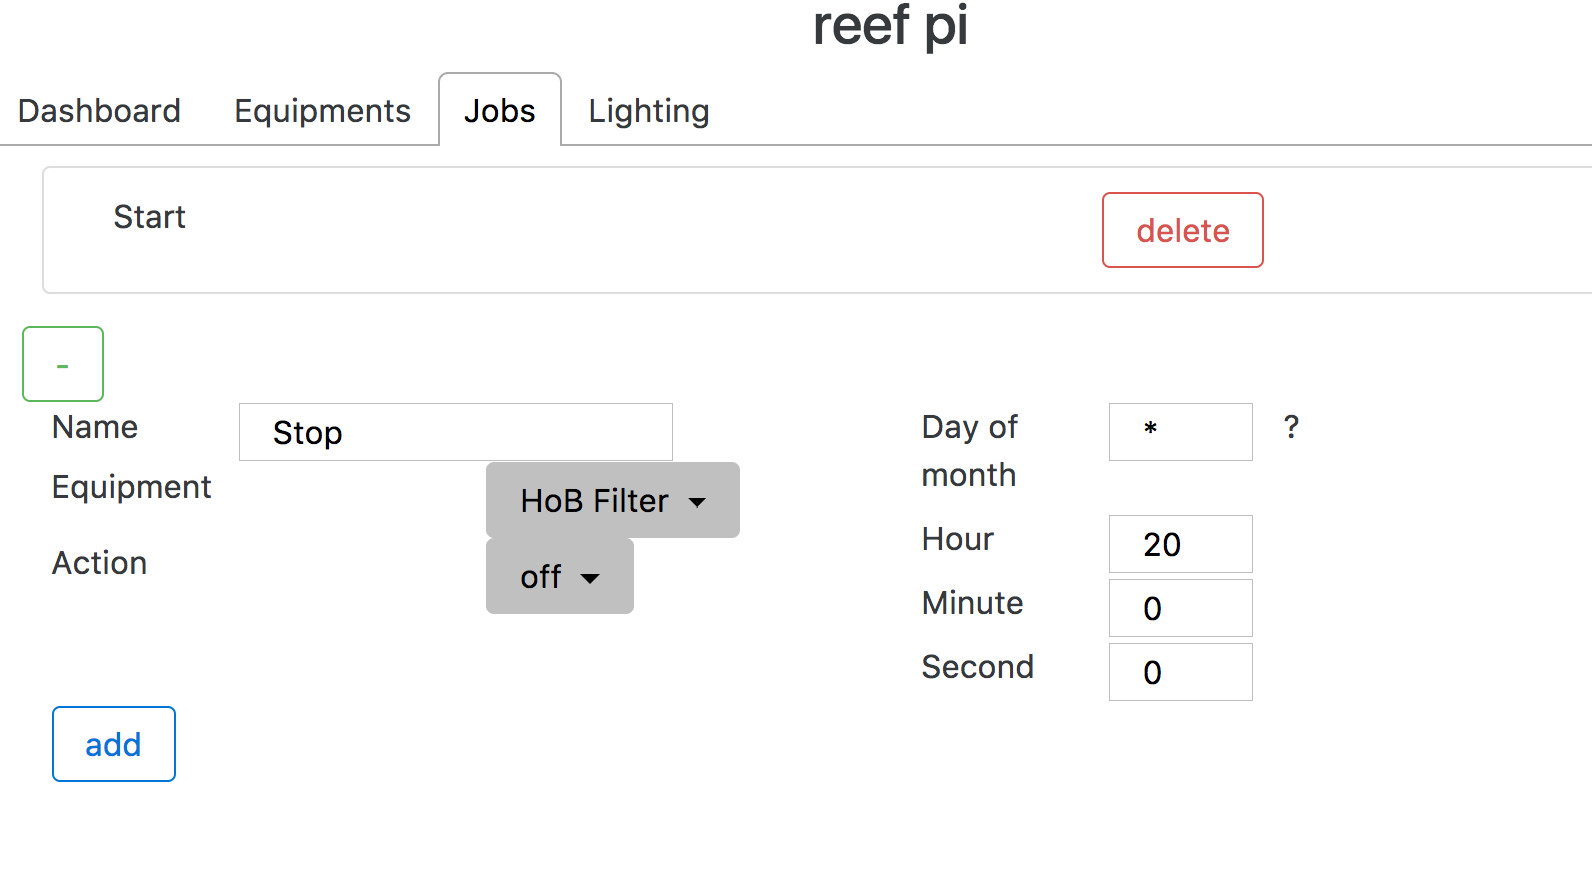 reef pi
Dashboard Equipments Jobs Lighting
Start delete
-
Name Stop
Equipment HoB Filter
Action off
Day of month * ?
Hour 20
Minute 0
Second 0
add